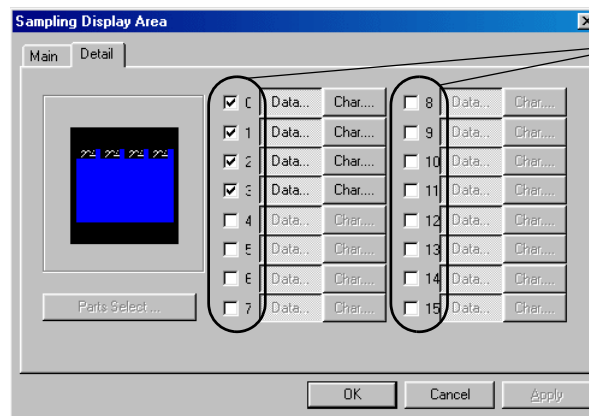 Sampling Display Area
Main Detail
0 Data... Char.... 8 Data... Char....
1 Data... Char.... 9 Data... Char....
2 Data... Char.... 10 Data... Char....
3 Data... Char.... 11 Data... Char....
4 Data... Char.... 12 Data... Char....
5 Data... Char.... 13 Data... Char....
6 Data... Char.... 14 Data... Char....
7 Data... Char.... 15 Data... Char....
Parts Select ...
OK Cancel Apply